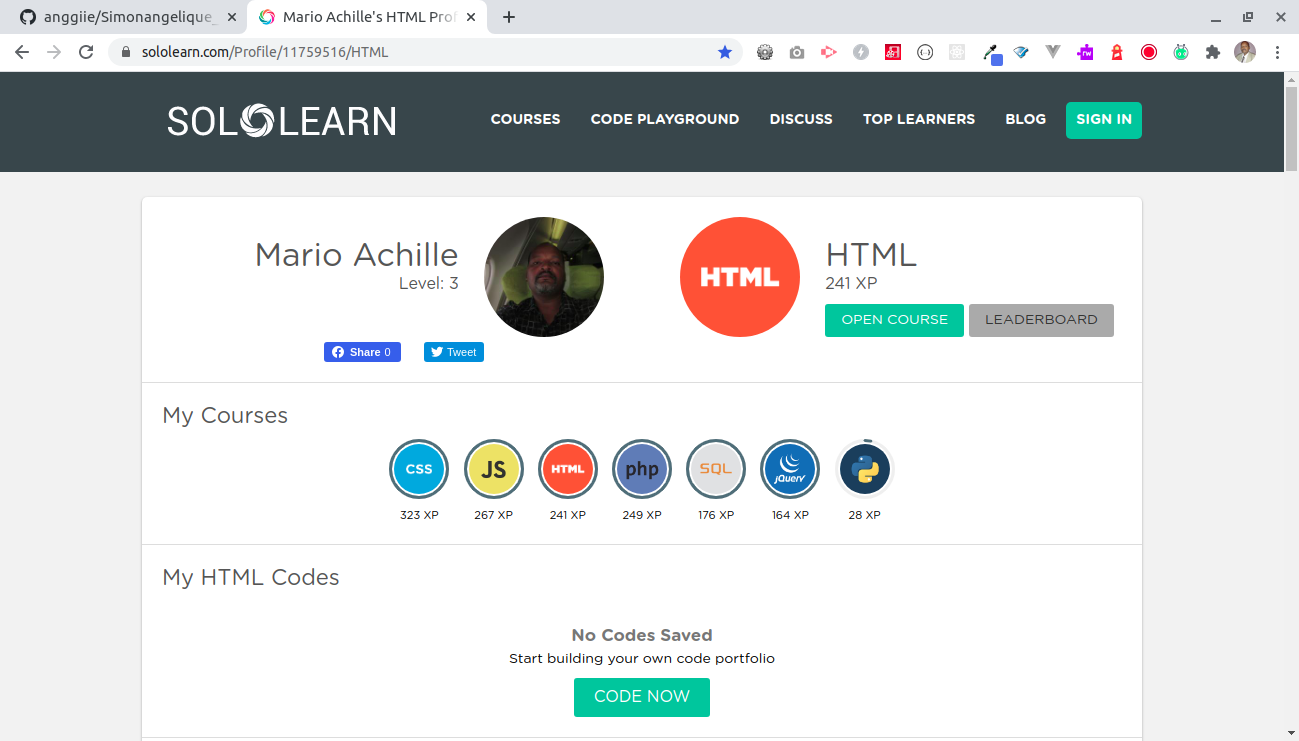 anggiie/Simonangelique_
Mario Achille's HTML Prof
sololearn.com/Profile/11759516/HTML
SOLOLEARN
COURSES
CODE PLAYGROUND
DISCUSS
TOP LEARNERS
BLOG
SIGN IN
Mario Achille
Level: 3
Share 0
Tweet
HTML
HTML
241 XP
OPEN COURSE
LEADERBOARD
My Courses
CSS
JS
HTML
php
SQL
jQuery
323 XP
267 XP
241 XP
249 XP
176 XP
164 XP
28 XP
My HTML Codes
No Codes Saved
Start building your own code portfolio
CODE NOW